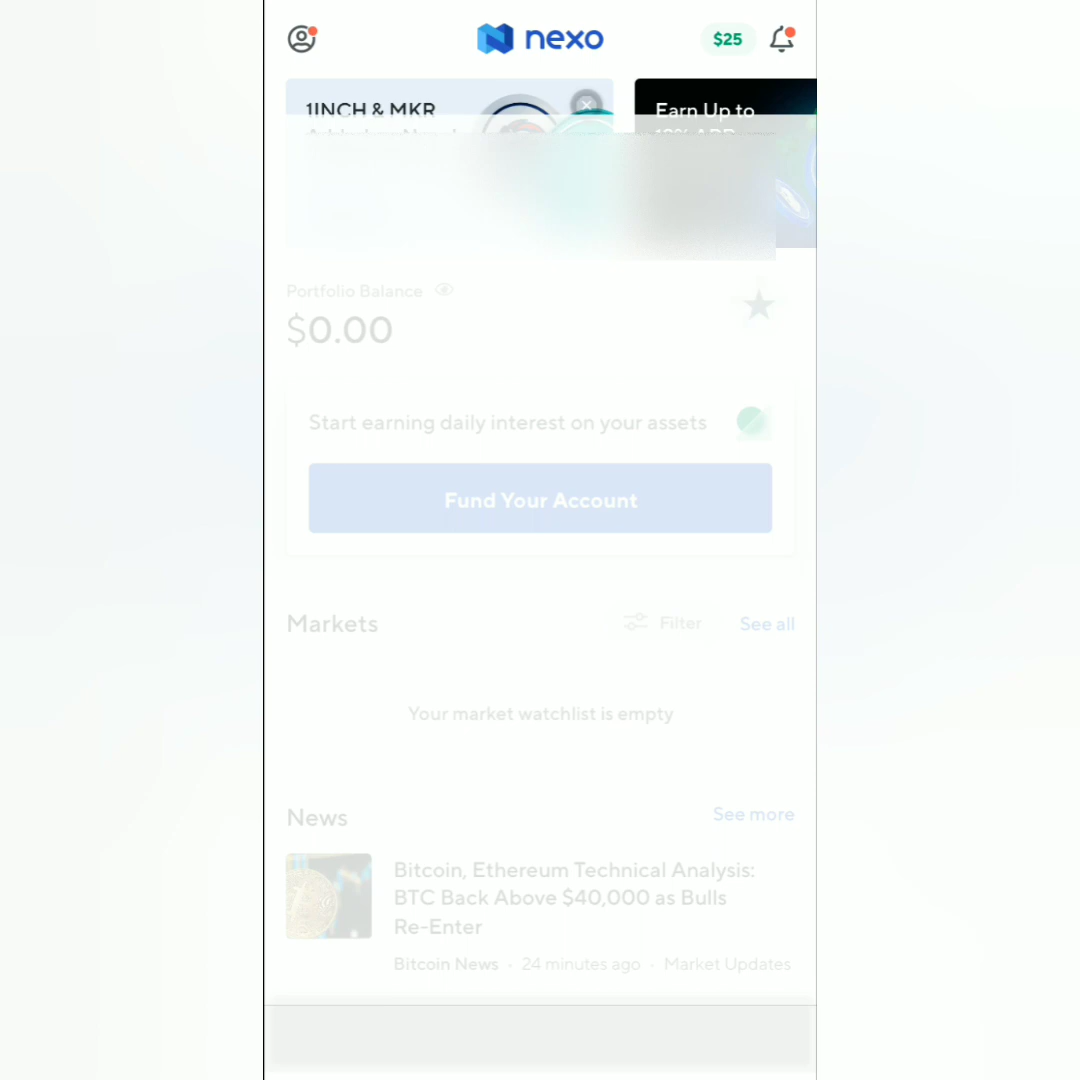 nexo
$25
1INCH & MKR
Earn Up to
Portfolio Balance
$0.00
Start earning daily interest on your assets
Fund Your Account
Markets
Filter
See all
Your market watchlist is empty
News
See more
Bitcoin, Ethereum Technical Analysis:
BTC Back Above $40,000 as Bulls
Re-Enter
Bitcoin News · 24 minutes ago · Market Updates